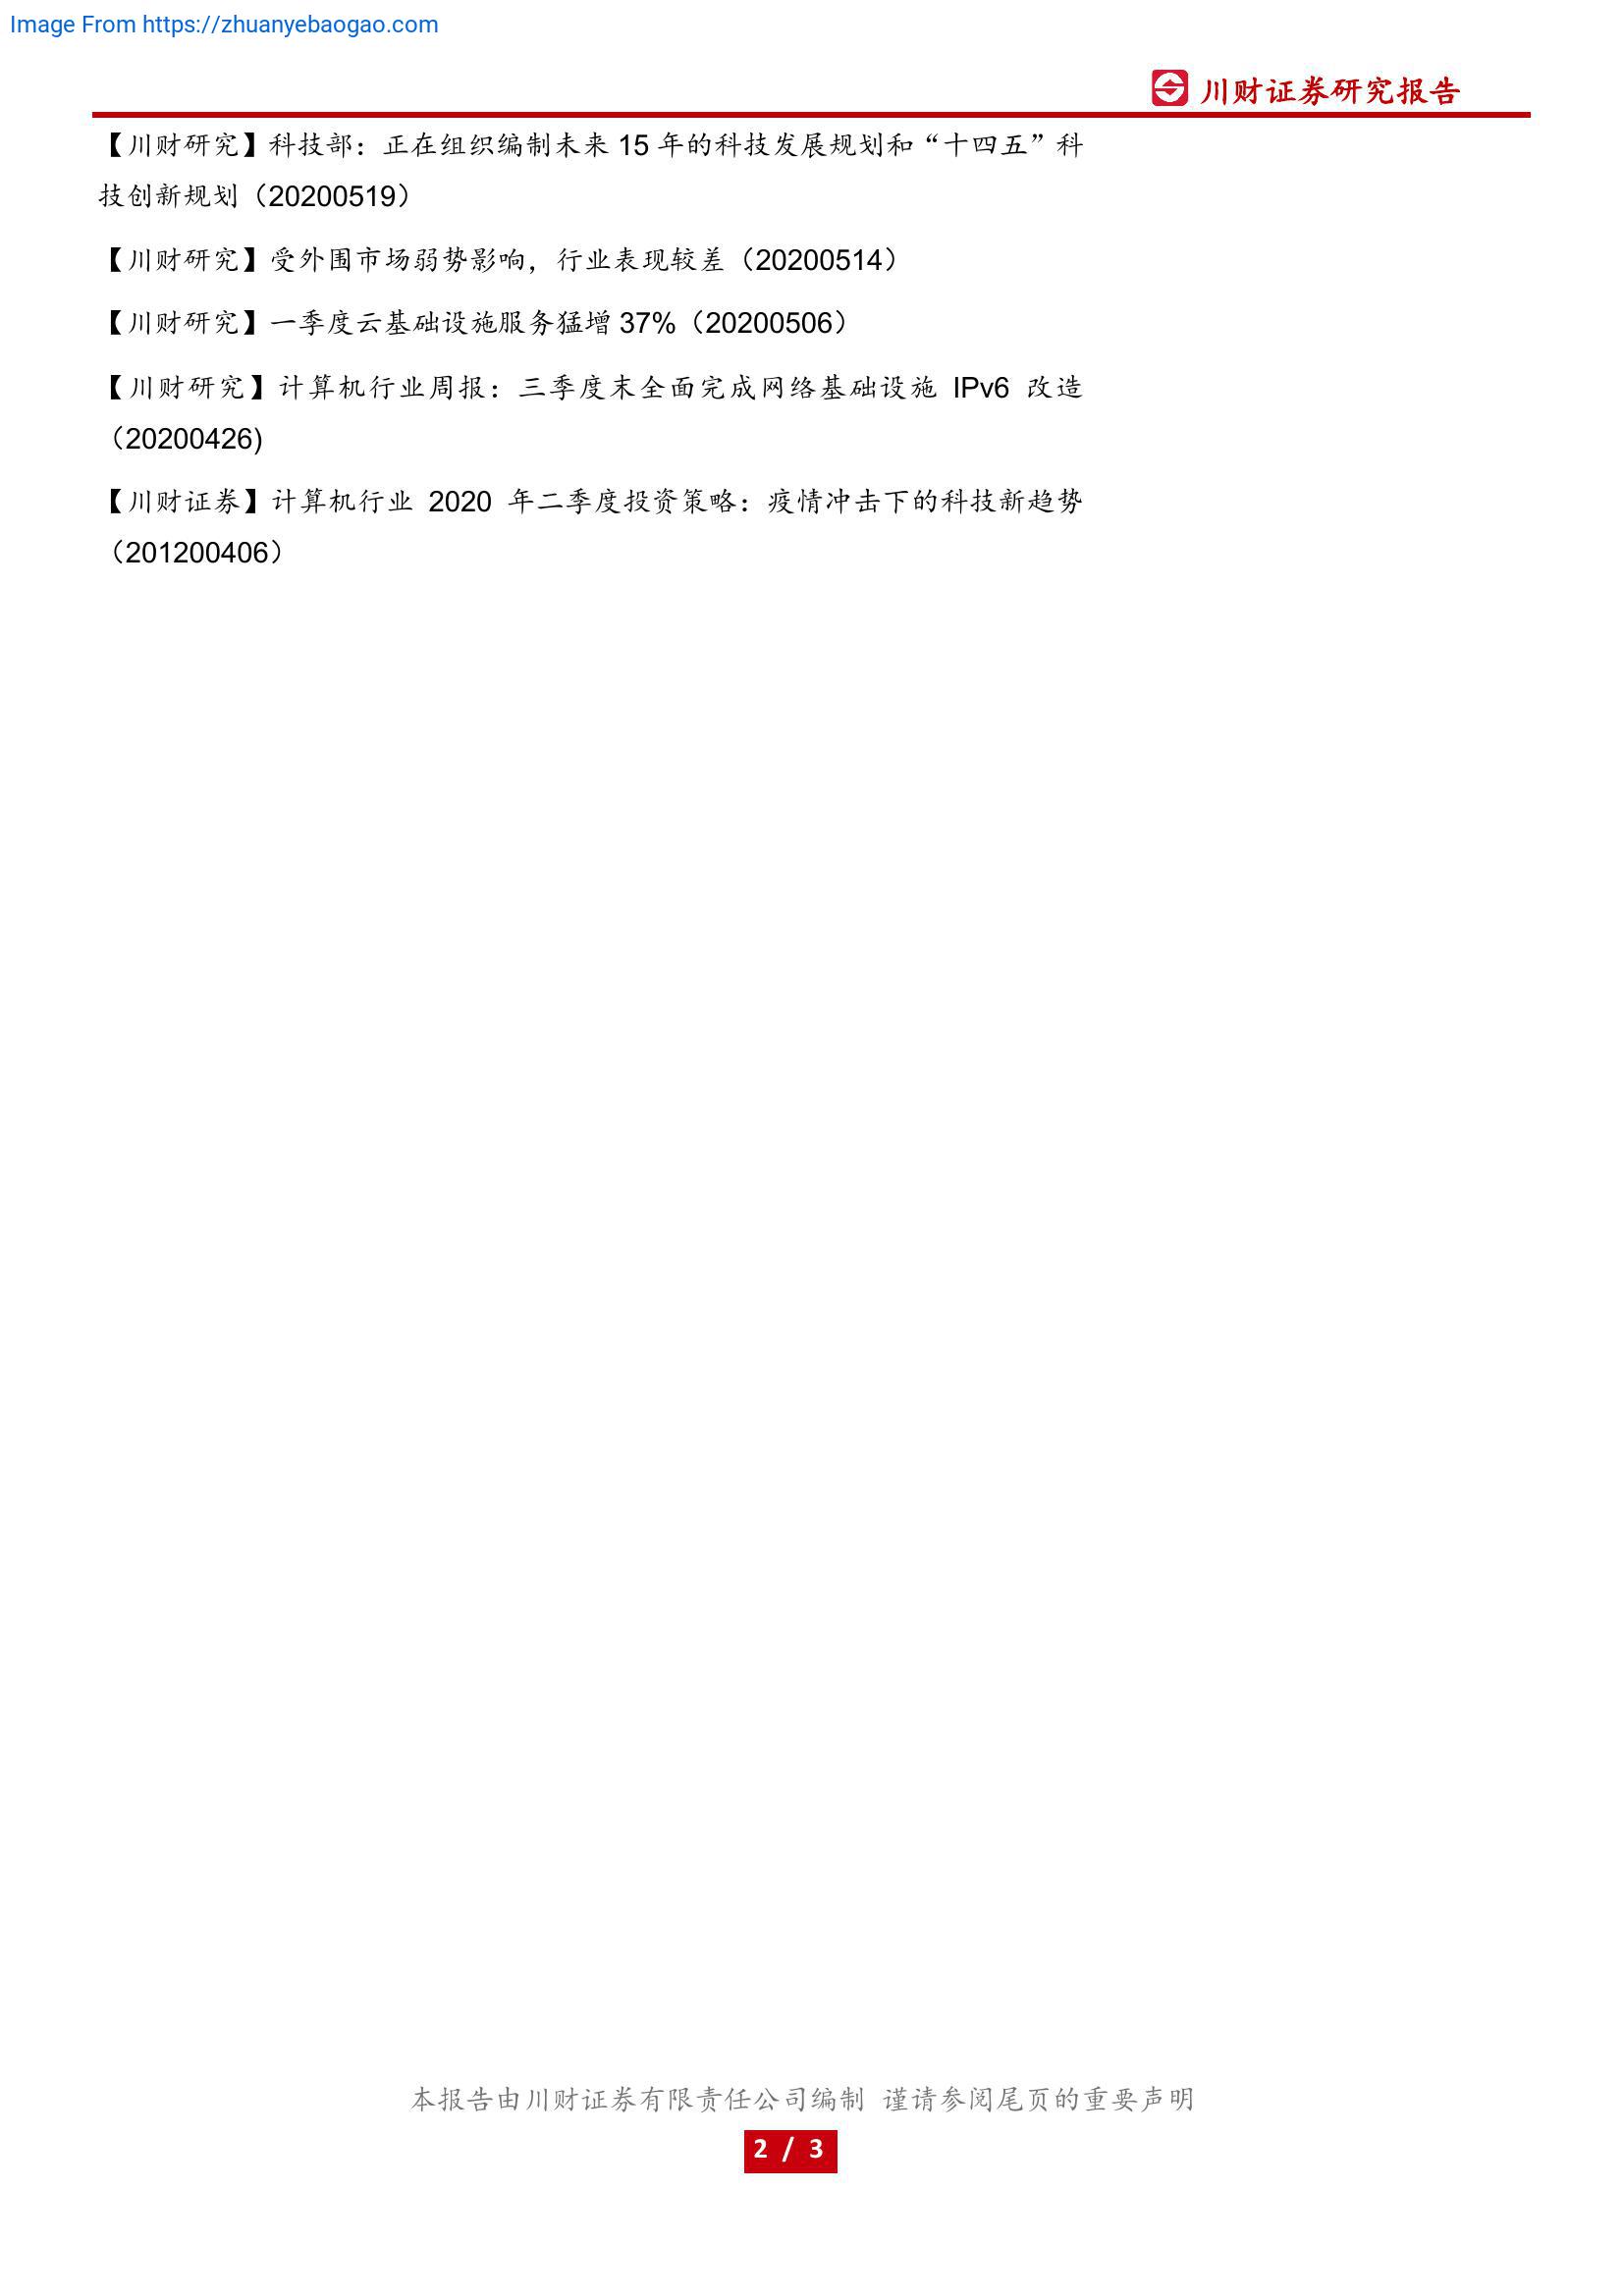 Image From https://zhuanyebaogao.com
川财证券研究报告
【川财研究】科技部：正在组织编制未来 15 年的科技发展规划和“十四五”科
技创新规划（20200519）
【川财研究】受外围市场弱势影响，行业表现较差（20200514）
【川财研究】一季度云基础设施服务猛增 37%（20200506）
【川财研究】计算机行业周报：三季度末全面完成网络基础设施 IPv6 改造
（20200426)
【川财证券】计算机行业 2020 年二季度投资策略：疫情冲击下的科技新趋势
（201200406）
本报告由川财证券有限责任公司编制 谨请参阅尾页的重要声明
2 / 3